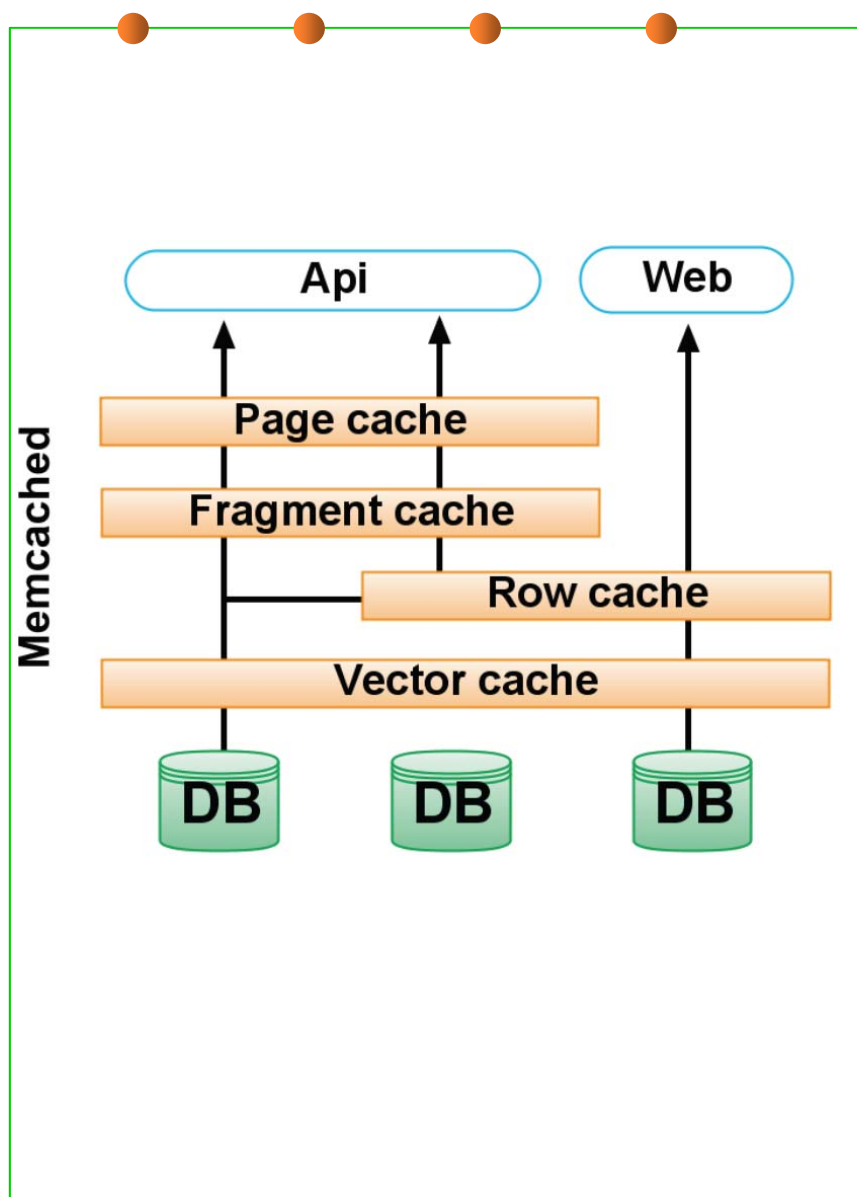 Api
Web
Page cache
Fragment cache
Row cache
Vector cache
Memcached
DB
DB
DB